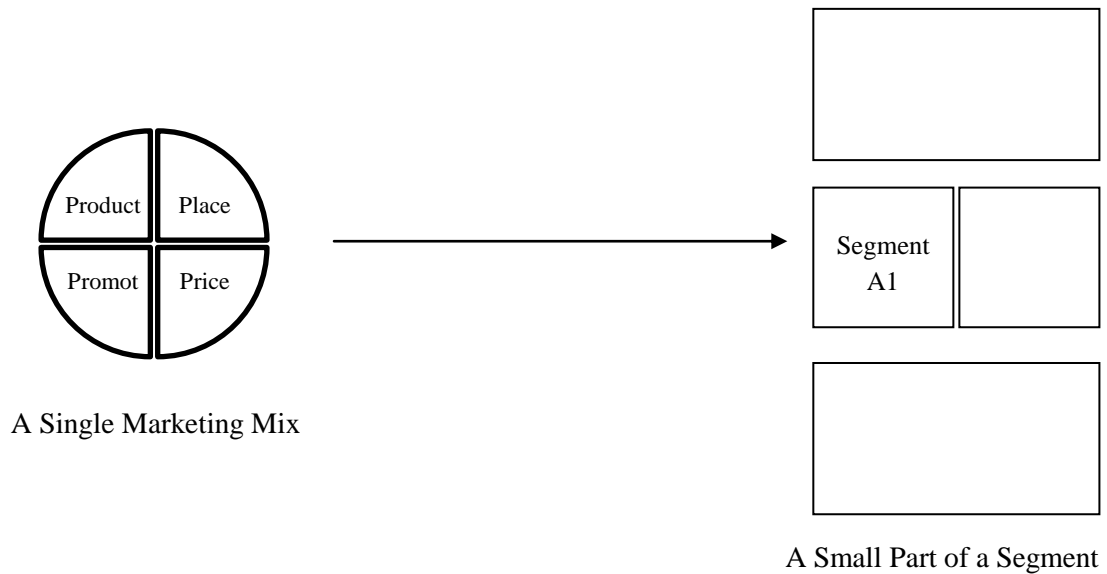 Product Place
Promot Price
A Single Marketing Mix
Segment
A1
A Small Part of a Segment